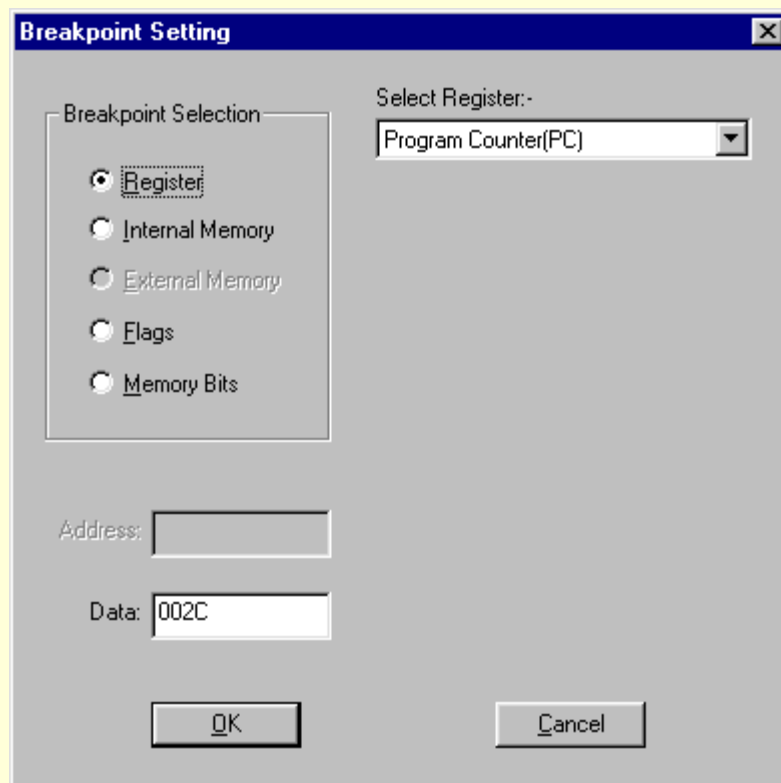 Breakpoint Setting
Breakpoint Selection
Register
Internal Memory
External Memory
Flags
Memory Bits
Select Register:-
Program Counter(PC)
Address:
Data: 002C
OK
Cancel